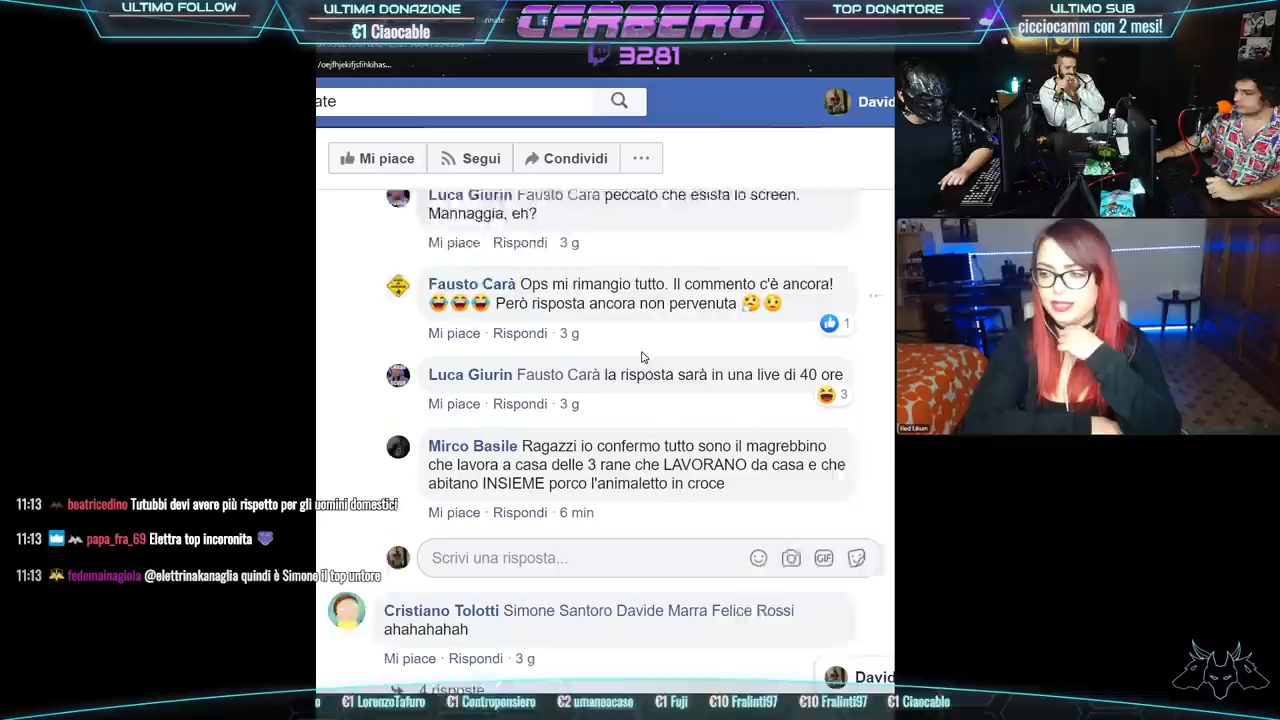 ULTIMO FOLLOW
ULTIMA DONAZIONE
€1 Ciaocable
CERBERO
3281
TOP DONATORE
ULTIMO SUB
cicciocamm con 2 mesi!
ate
David
Mi piace
Segui
Condividi
Luca Giurin Fausto Carà peccato che esista lo screen.
Mannaggia, eh?
Mi piace · Rispondi · 3 g
Fausto Carà Ops mi rimangio tutto. Il commento c'è ancora!
😂😂😂 Però risposta ancora non pervenuta 🤔🤨
1
Mi piace · Rispondi · 3 g
Luca Giurin Fausto Carà la risposta sarà in una live di 40 ore
3
Mi piace · Rispondi · 3 g
Mirco Basile Ragazzi io confermo tutto sono il magrebbino
che lavora a casa delle 3 rane che LAVORANO da casa e che
abitano INSIEME porco l'animaletto in croce
Mi piace · Rispondi · 6 min
Scrivi una risposta...
GIF
Cristiano Tolotti Simone Santoro Davide Marra Felice Rossi
ahahahahah
Mi piace · Rispondi · 3 g
4 risposte
David
11:13 beatricedino Tutubbi devi avere più rispetto per gli uomini domestici
11:13 papa_fra_69 Elettra top incoronita
11:13 fedemainagioia @elettrinakanaglia quindi è Simone il top untore
Red Lilium
€1 LorenzoTafuro €1 Contropensiero €2 umanoacaso €1 Fuji €10 Fralinti97 €10 Fralinti97 €1 Ciaocable